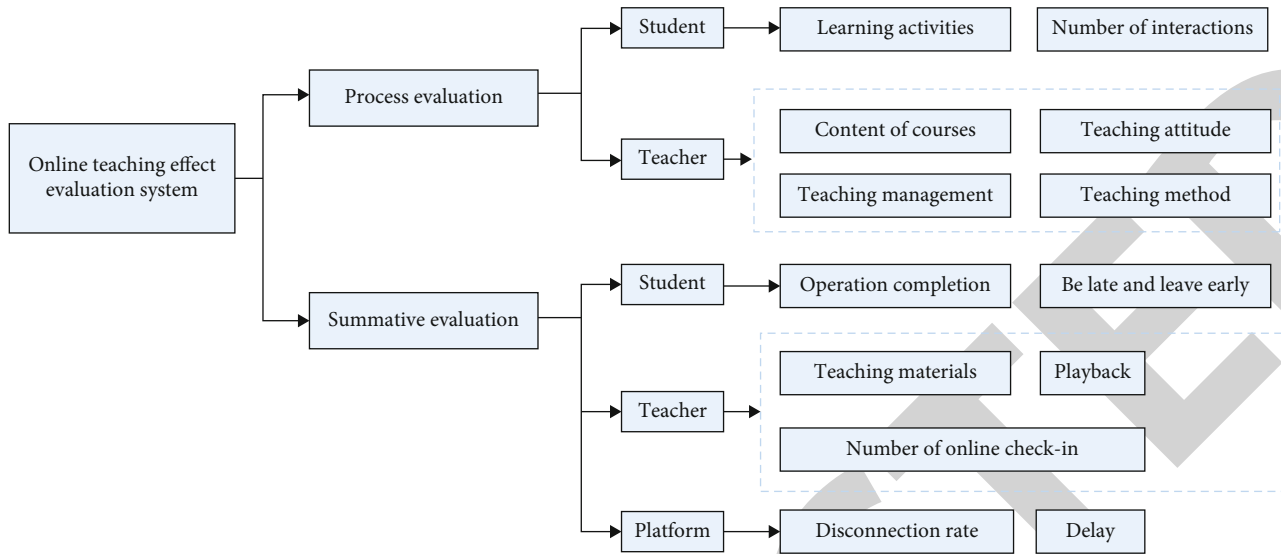 Student
Learning activities
Number of interactions
Process evaluation
Content of courses
Teaching attitude
Online teaching effect
evaluation system
Teacher
Teaching management
Teaching method
Student
Operation completion
Be late and leave early
Summative evaluation
Teaching materials
Playback
Teacher
Number of online check-in
Platform
Disconnection rate
Delay